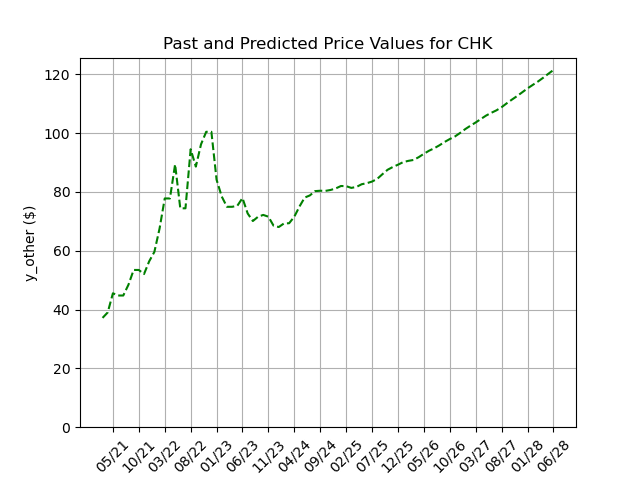 Past and Predicted Price Values for CHK
y_other ($)
120
100
80
60
40
20
0
05/21 10/21 03/22 08/22 01/23 06/23 11/23 04/24 09/24 02/25 07/25 12/25 05/26 10/26 03/27 08/27 01/28 06/28